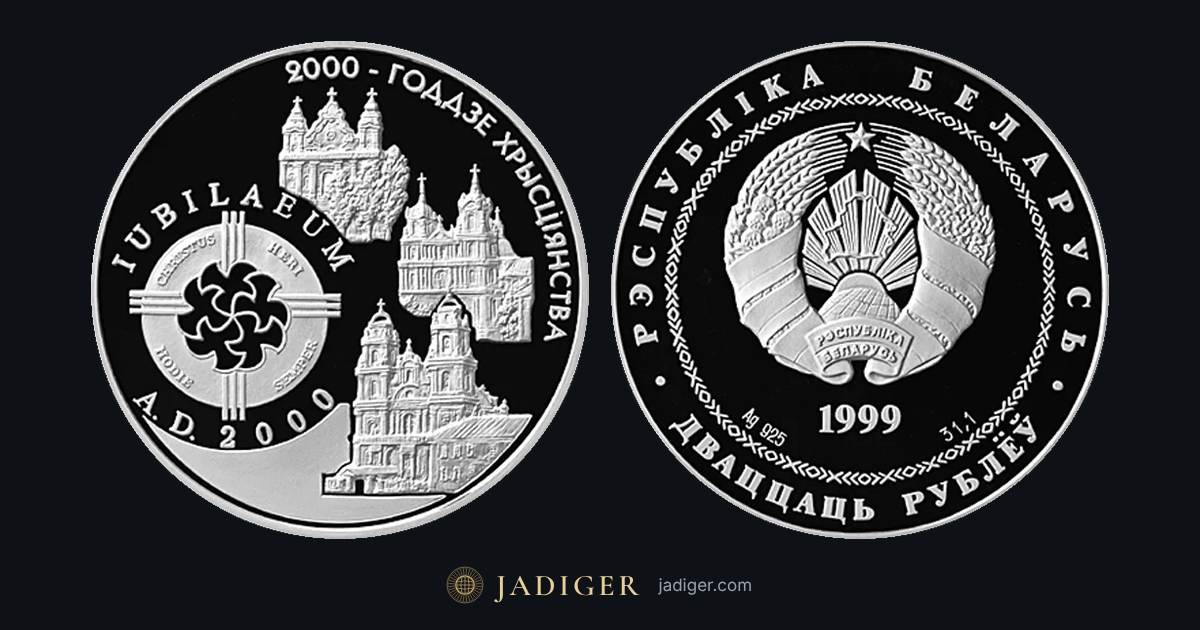 2000 - ГОДДЗЕ ХРЫСЦІЯНСТВА
IUBILAEUM
CHRISTUS HERI
HODIE SEMPER
A.D. 2000
РЭСПУБЛІКА БЕЛАРУСЬ
РЭСПУБЛІКА
БЕЛАРУСЬ
1999
Ag 925
31,1
· ДВАЦЦАЦЬ РУБЛЁЎ ·
JADIGER
jadiger.com